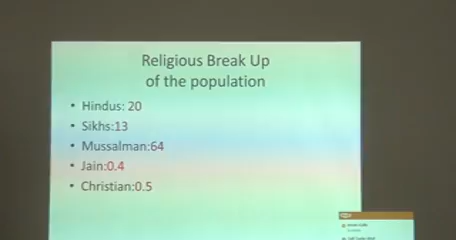 Religious Break Up
of the population
• Hindus: 20
• Sikhs:13
• Mussalman:64
• Jain:0.4
• Christian:0.5